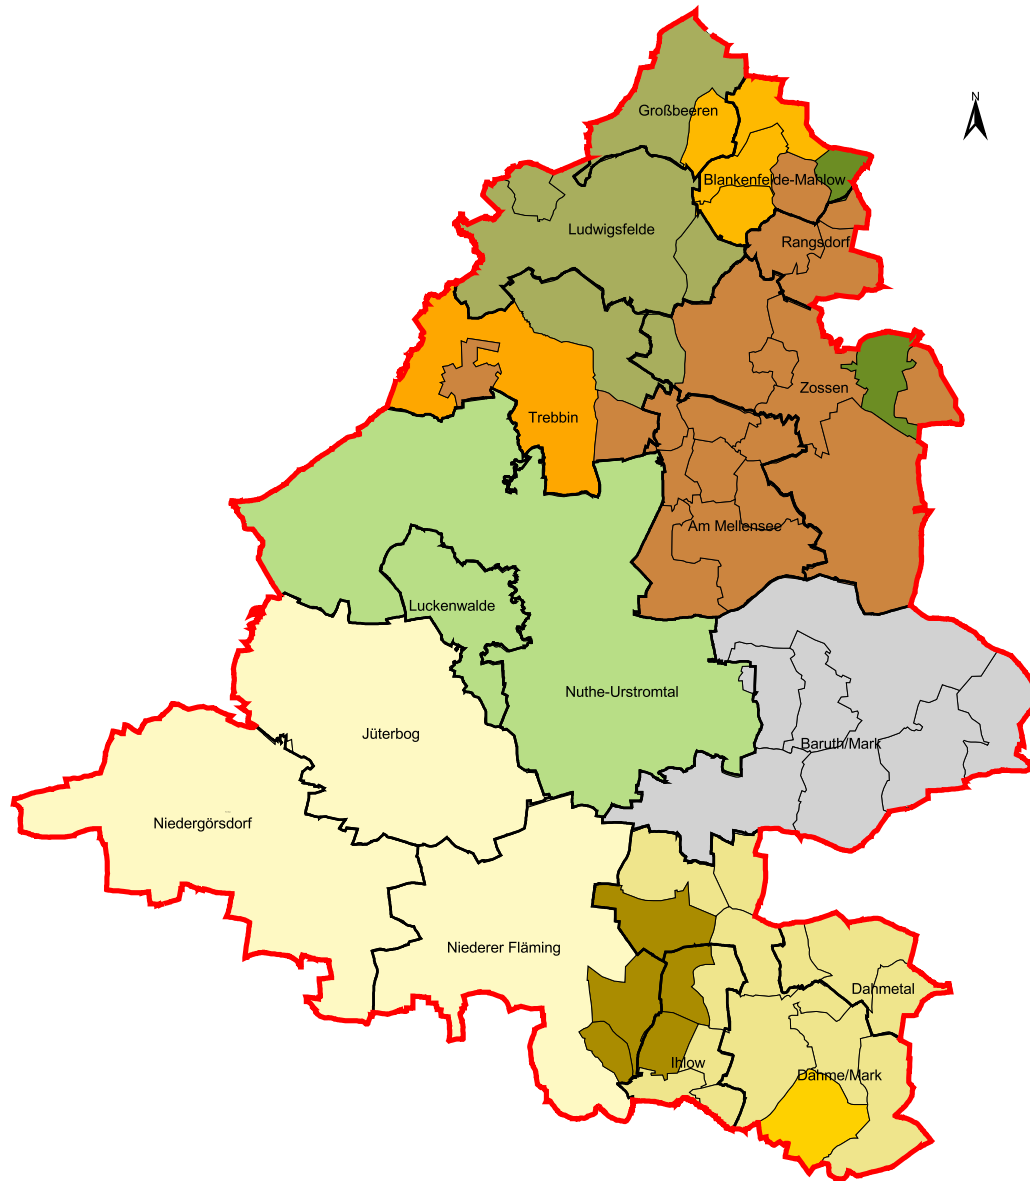 N
Großbeeren
Blankenfelde-Mahlow
Ludwigsfelde
Rangsdorf
Zossen
Trebbin
Am Mellensee
Luckenwalde
Nuthe-Urstromtal
Jüterbog
Baruth/Mark
Niedergörsdorf
Niederer Fläming
Dahmetal
Ihlow
Dahme/Mark